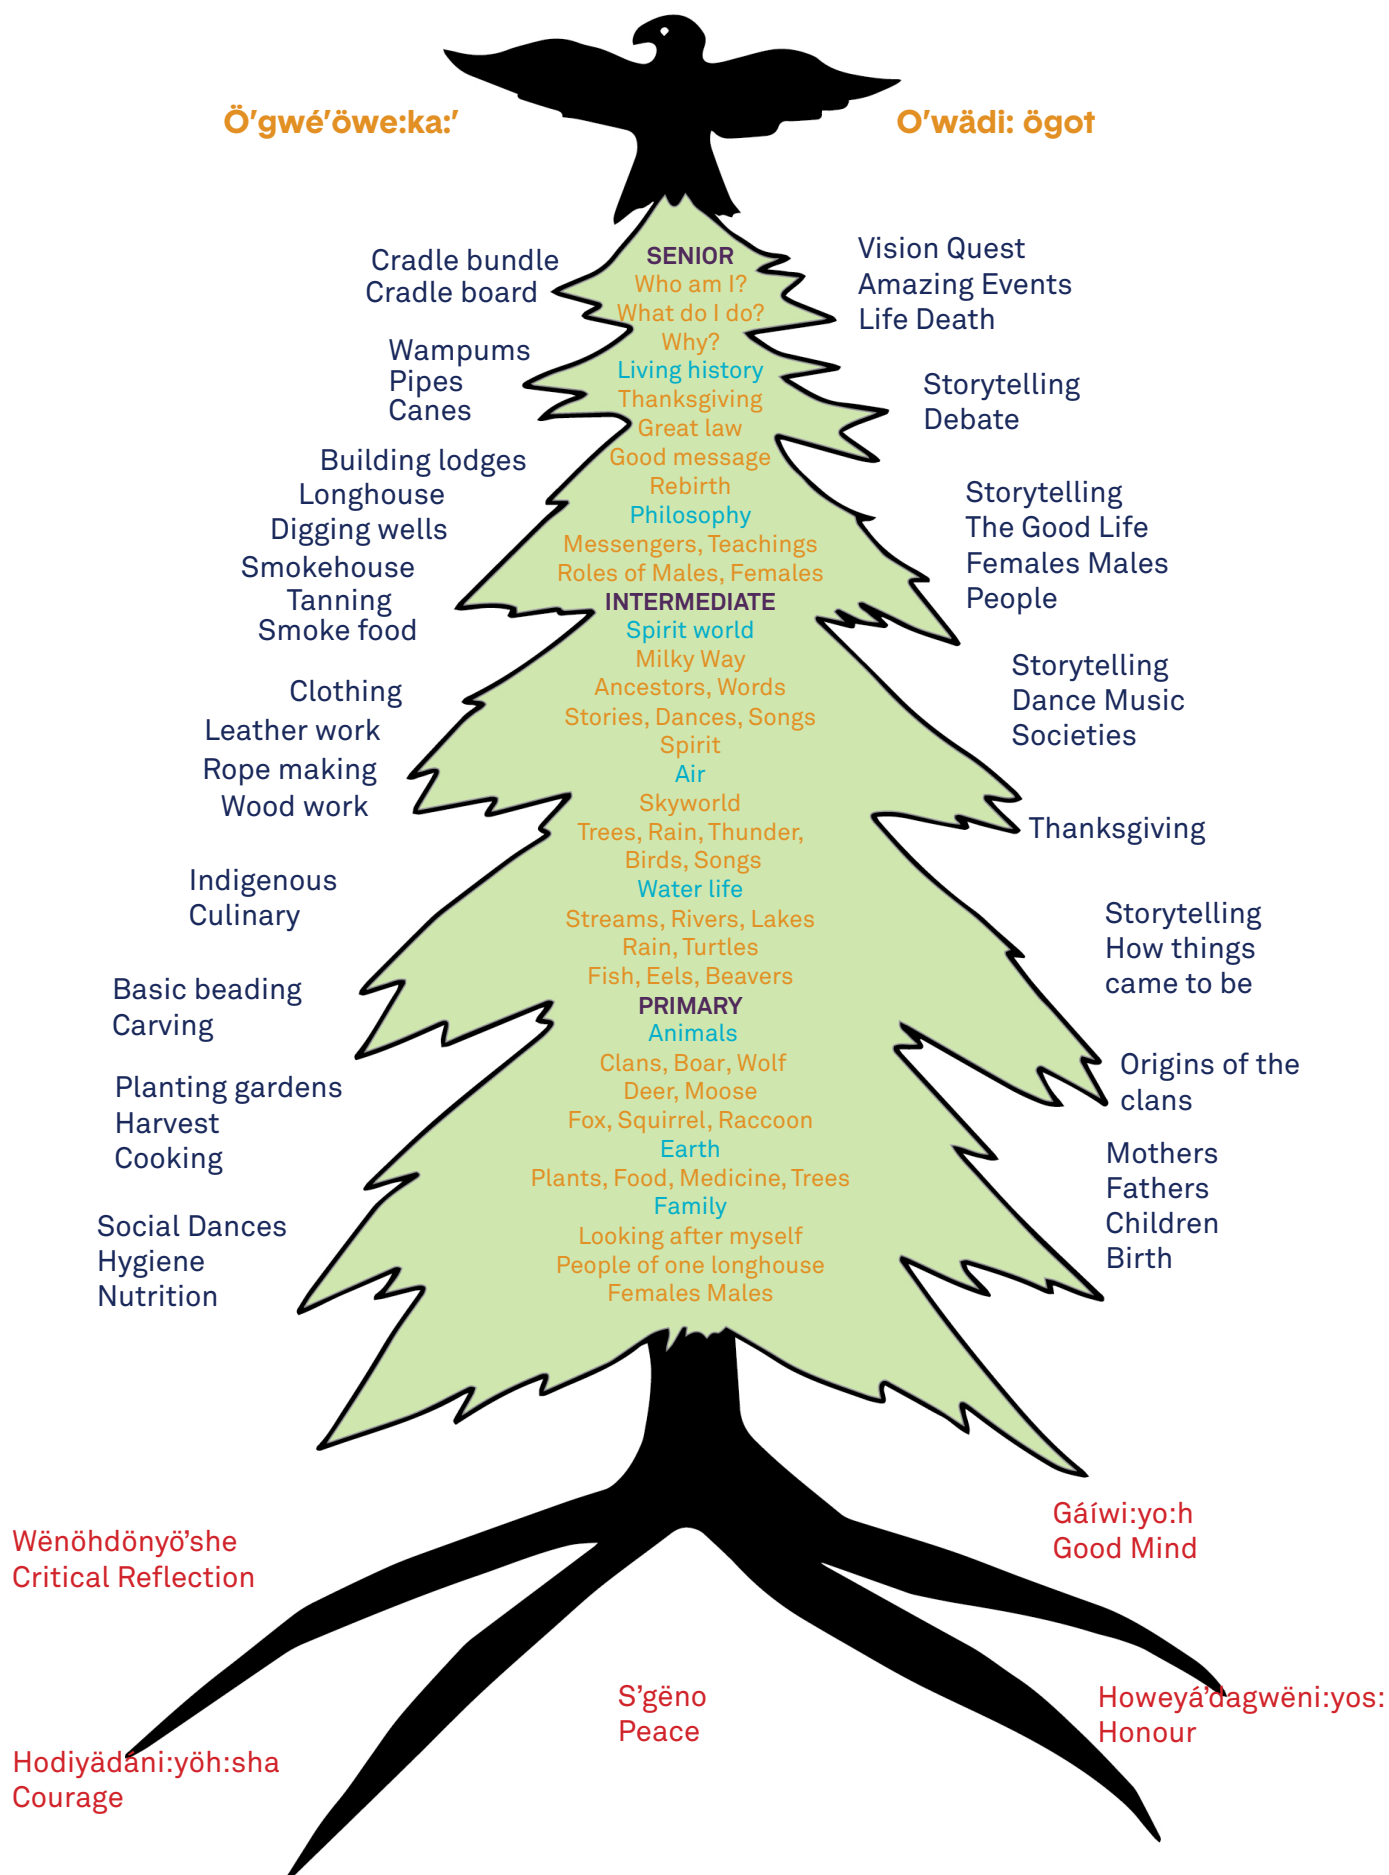 Ö'gwé'öwe:ka:'
O'wädi: ögot
Cradle bundle
Cradle board
Wampums
Pipes
Canes
Building lodges
Longhouse
Digging wells
Smokehouse
Tanning
Smoke food
Clothing
Leather work
Rope making
Wood work
Indigenous
Culinary
Basic beading
Carving
Planting gardens
Harvest
Cooking
Social Dances
Hygiene
Nutrition
SENIOR
Who am I?
What do I do?
Why?
Living history
Thanksgiving
Great law
Good message
Rebirth
Philosophy
Messengers, Teachings
Roles of Males, Females
INTERMEDIATE
Spirit world
Milky Way
Ancestors, Words
Stories, Dances, Songs
Spirit
Air
Skyworld
Trees, Rain, Thunder,
Birds, Songs
Water life
Streams, Rivers, Lakes
Rain, Turtles
Fish, Eels, Beavers
PRIMARY
Animals
Clans, Boar, Wolf
Deer, Moose
Fox, Squirrel, Raccoon
Earth
Plants, Food, Medicine, Trees
Family
Looking after myself
People of one longhouse
Females Males
Vision Quest
Amazing Events
Life Death
Storytelling
Debate
Storytelling
The Good Life
Females Males
People
Storytelling
Dance Music
Societies
Thanksgiving
Storytelling
How things
came to be
Origins of the
clans
Mothers
Fathers
Children
Birth
Wënöhdönyö’she
Critical Reflection
Gáíwi:yo:h
Good Mind
Hodiyädáni:yöh:sha
Courage
S’gëno
Peace
Howeyá’dagwëni:yos:
Honour